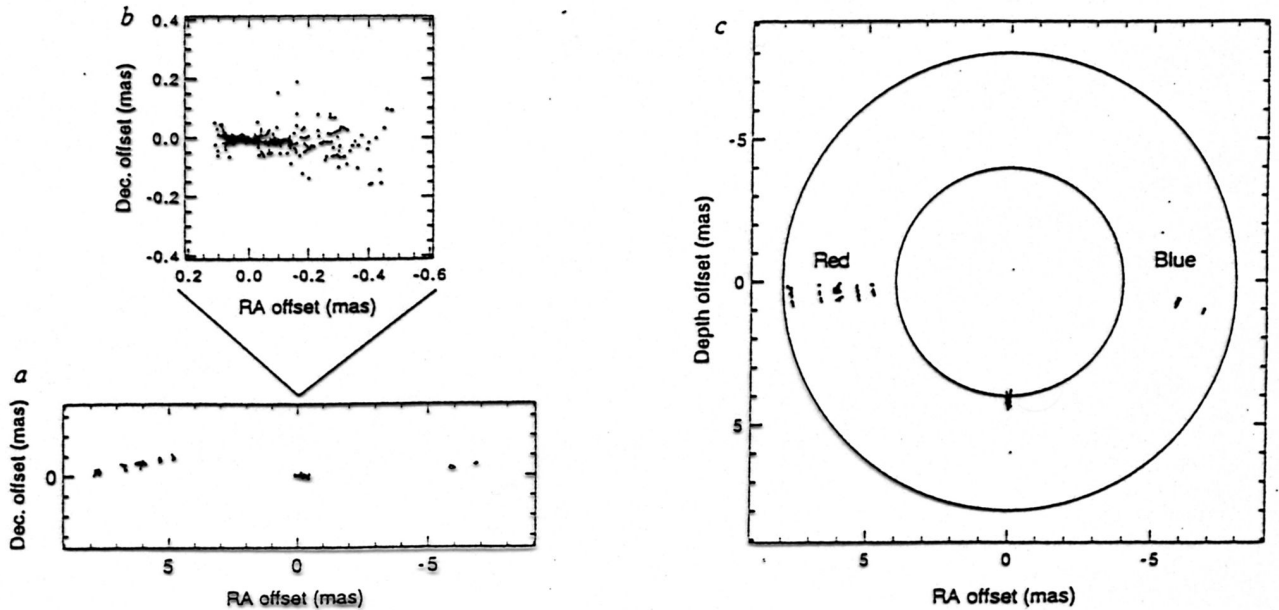 b
0.4
0.2
0.0
-0.2
-0.4
Dec. offset (mas)
0.2 0.0 -0.2 -0.4 -0.6
RA offset (mas)
a
Dec. offset (mas)
0
5 0 -5
RA offset (mas)
c
-5
0
5
Depth offset (mas)
Red
Blue
5 0 -5
RA offset (mas)